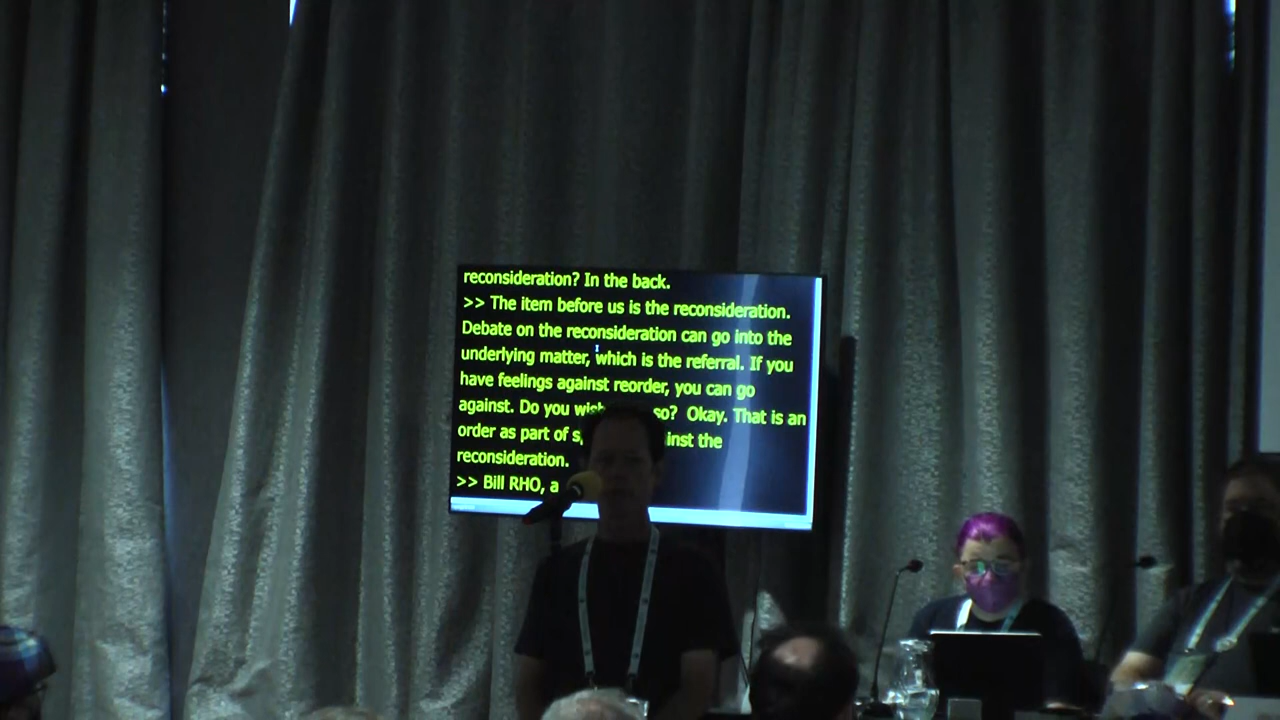 reconsideration? In the back.
>> The item before us is the reconsideration.
Debate on the reconsideration can go into the
underlying matter, which is the referral. If you
have feelings against reorder, you can go
against. Do you wish so? Okay. That is an
order as part of the
reconsideration.
>> Bill RHO, a